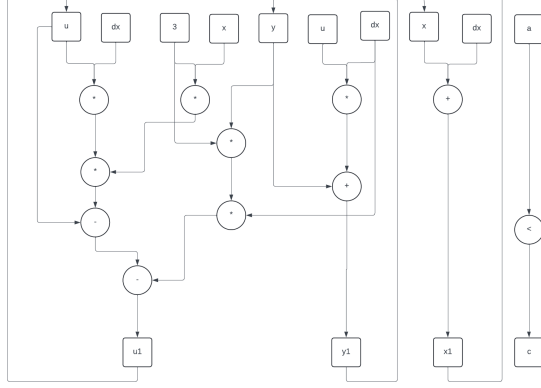 u dx 3 x y u dx x dx a
* * * +
*
* +
*
- <
-
u1 y1 x1 c